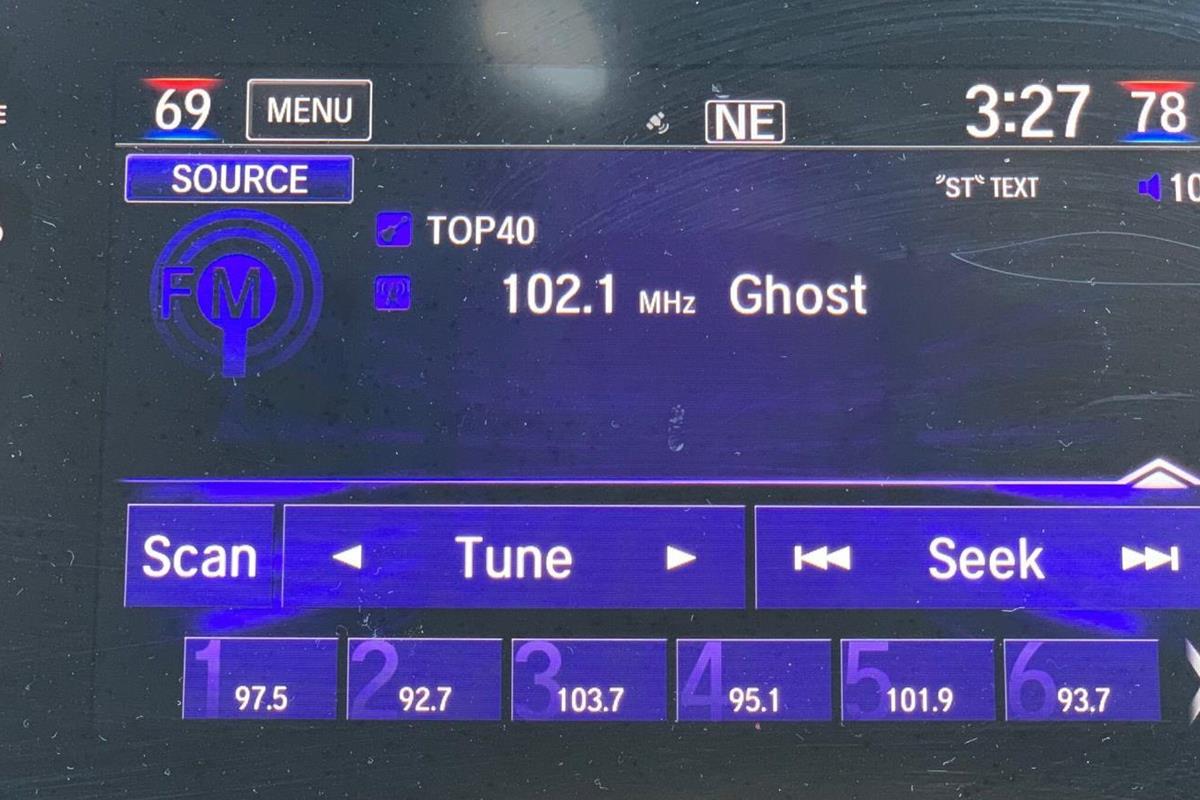 69 MENU NE 3:27 78
SOURCE "ST" TEXT 10
FM TOP40
102.1 MHz Ghost
Scan Tune Seek
1 97.5 2 92.7 3 103.7 4 95.1 5 101.9 6 93.7